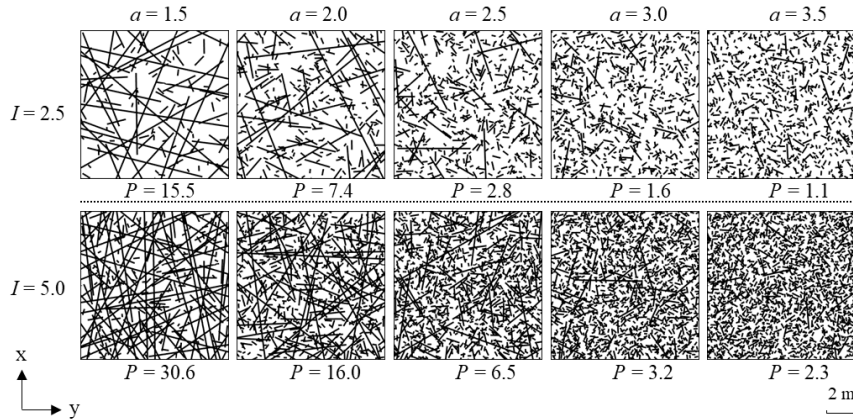 a = 1.5 a = 2.0 a = 2.5 a = 3.0 a = 3.5
I = 2.5
P = 15.5 P = 7.4 P = 2.8 P = 1.6 P = 1.1
I = 5.0
P = 30.6 P = 16.0 P = 6.5 P = 3.2 P = 2.3
x
y
2 m